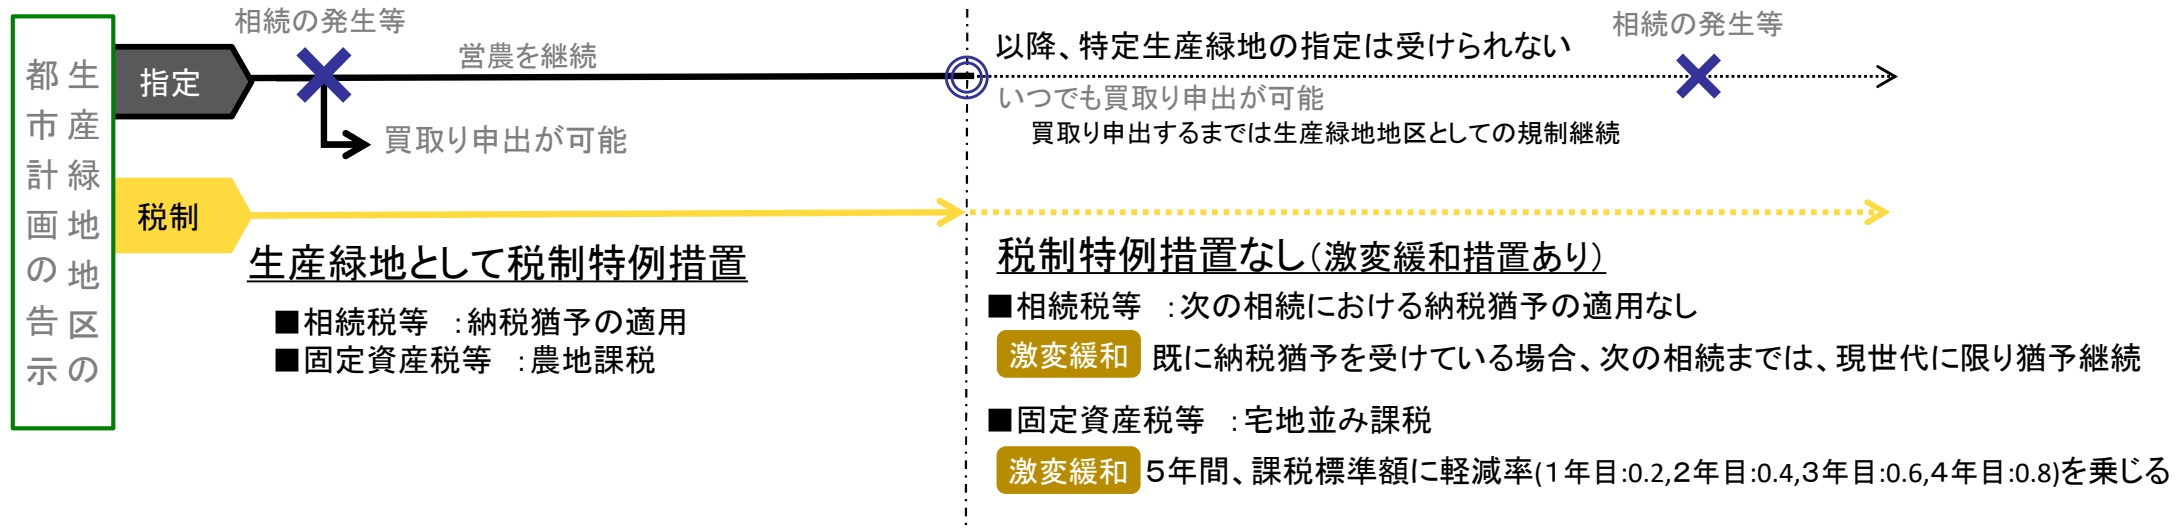 生産緑地地区の
都市計画の告示
指定
相続の発生等
営農を継続
買取り申出が可能
以降、特定生産緑地の指定は受けられない
相続の発生等
いつでも買取り申出が可能
買取り申出するまでは生産緑地地区としての規制継続
税制
生産緑地として税制特例措置
■相続税等　：納税猶予の適用
■固定資産税等　：農地課税
税制特例措置なし（激変緩和措置あり）
■相続税等　：次の相続における納税猶予の適用なし
激変緩和 既に納税猶予を受けている場合、次の相続までは、現世代に限り猶予継続
■固定資産税等　：宅地並み課税
激変緩和 ５年間、課税標準額に軽減率(１年目:0.2,２年目:0.4,３年目:0.6,４年目:0.8)を乗じる